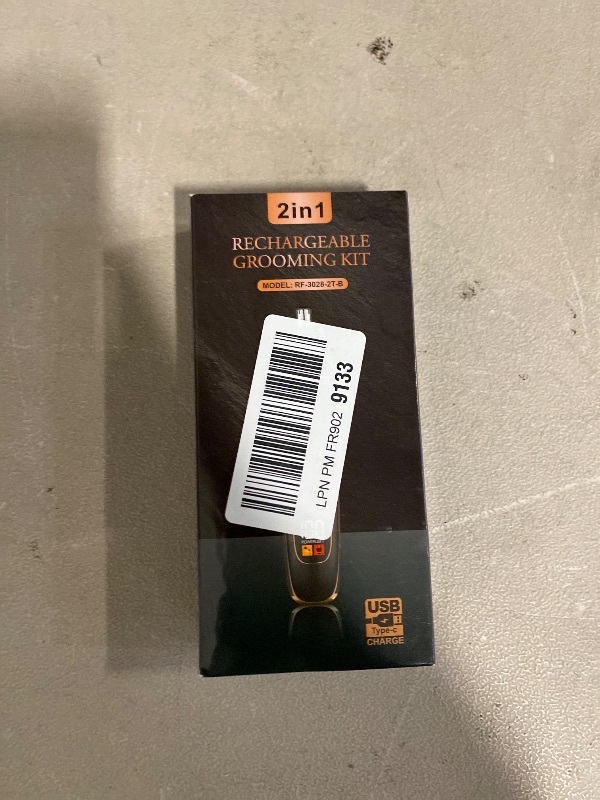 2in1
RECHARGEABLE
GROOMING KIT
MODEL: RF-3028-2T-B
LPN PM FR902 9133
USB
Type-c
CHARGE